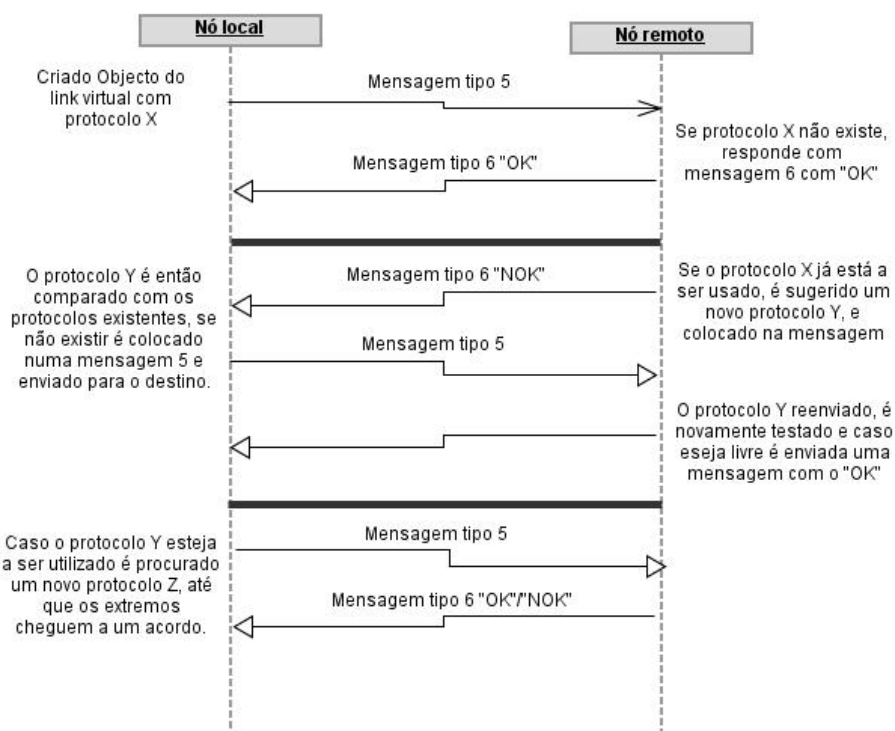 Nó local
Nó remoto
Criado Objecto do
link virtual com
protocolo X
Mensagem tipo 5
Se protocolo X não existe,
responde com
mensagem 6 com "OK"
Mensagem tipo 6 "OK"
O protocolo Y é então
comparado com os
protocolos existentes, se
não existir é colocado
numa mensagem 5 e
enviado para o destino.
Mensagem tipo 6 "NOK"
Se o protocolo X já está a
ser usado, é sugerido um
novo protocolo Y, e
colocado na mensagem
Mensagem tipo 5
O protocolo Y reenviado, é
novamente testado e caso
eseja livre é enviada uma
mensagem com o "OK"
Caso o protocolo Y esteja
a ser utilizado é procurado
um novo protocolo Z, até
que os extremos
cheguem a um acordo.
Mensagem tipo 5
Mensagem tipo 6 "OK"/"NOK"